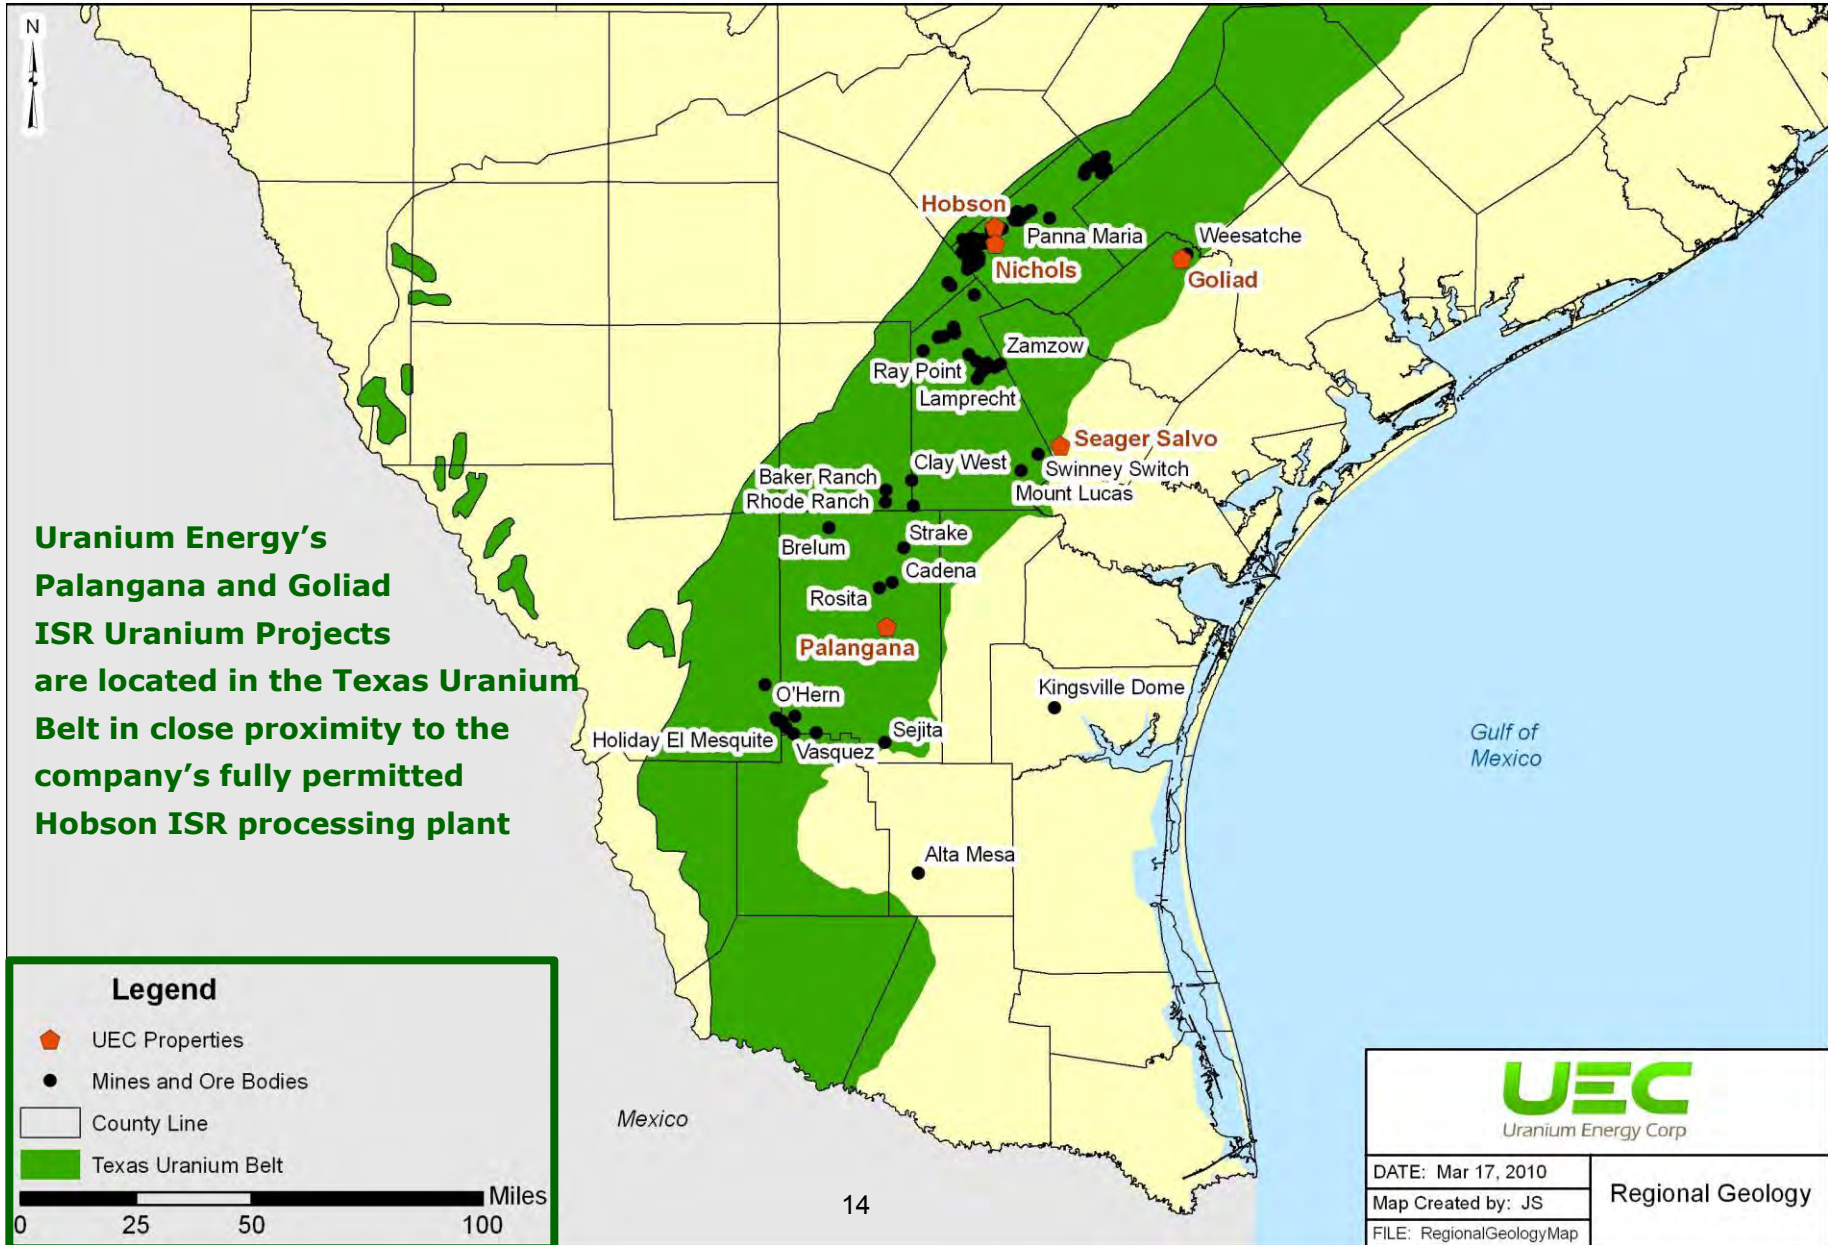 N
Hobson
Panna Maria
Weesatche
Nichols
Goliad
Zamzow
Ray Point
Lamprecht
Seager Salvo
Clay West
Swinney Switch
Baker Ranch
Mount Lucas
Rhode Ranch
Strake
Brelum
Cadena
Rosita
Palangana
Kingsville Dome
O'Hern
Sejita
Holiday El Mesquite
Vasquez
Alta Mesa
Gulf of
Mexico
Mexico
Uranium Energy’s
Palangana and Goliad
ISR Uranium Projects
are located in the Texas Uranium
Belt in close proximity to the
company’s fully permitted
Hobson ISR processing plant
Legend
UEC Properties
Mines and Ore Bodies
County Line
Texas Uranium Belt
Miles
0 25 50 100
14
UEC
Uranium Energy Corp
DATE: Mar 17, 2010
Map Created by: JS
FILE: RegionalGeologyMap
Regional Geology